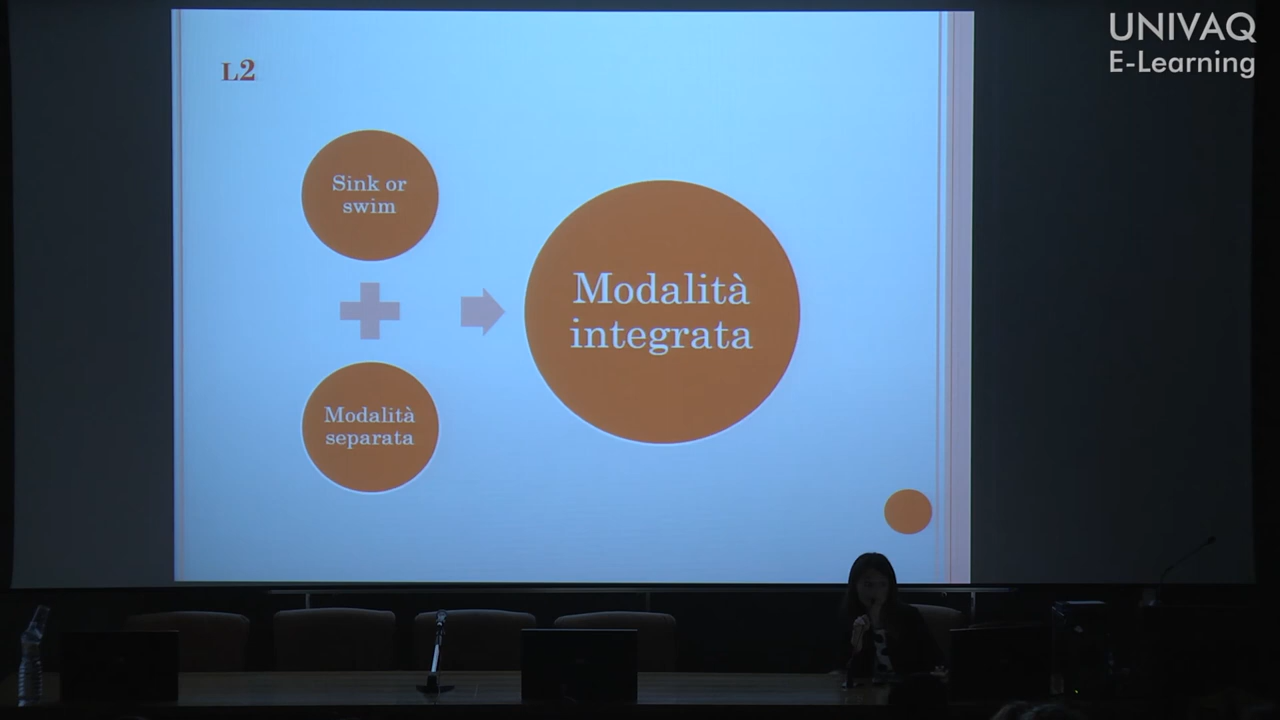 UNIVAQ
E-Learning
L2
Sink or
swim
Modalità
separata
Modalità
integrata